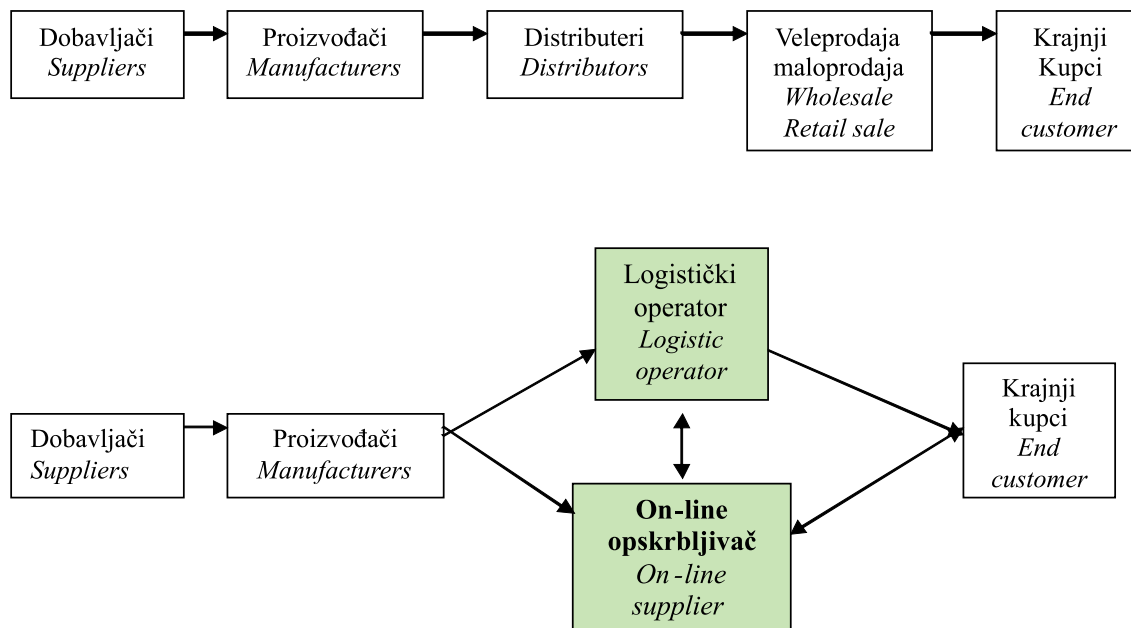 Dobavljači
Suppliers
Proizvođači
Manufacturers
Distributeri
Distributors
Veleprodaja
maloprodaja
Wholesale
Retail sale
Krajnji
Kupci
End
customer
Logistički
operator
Logistic
operator
Dobavljači
Suppliers
Proizvođači
Manufacturers
Krajnji
kupci
End
customer
On-line
opskrbljivač
On-line
supplier